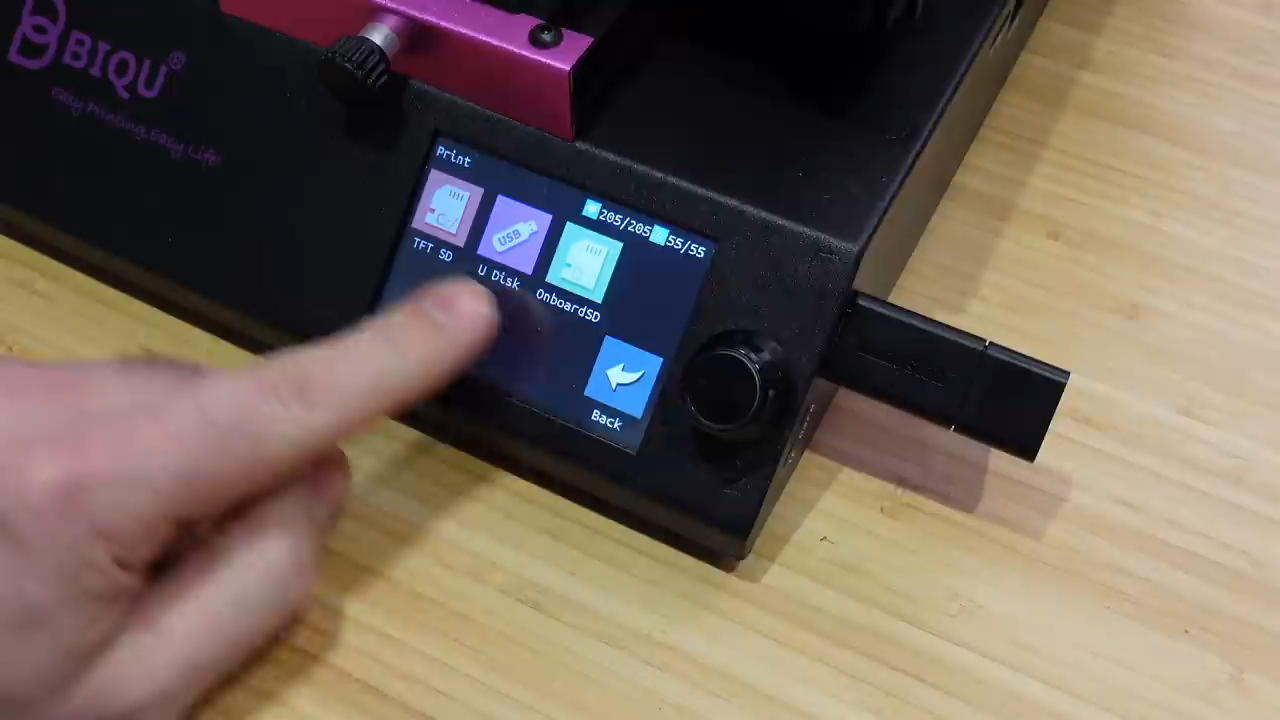 BIQU®
Easy Printing, Easy Life!
Print
205/205 55/55
TFT SD
USB
U Disk
OnboardSD
Back